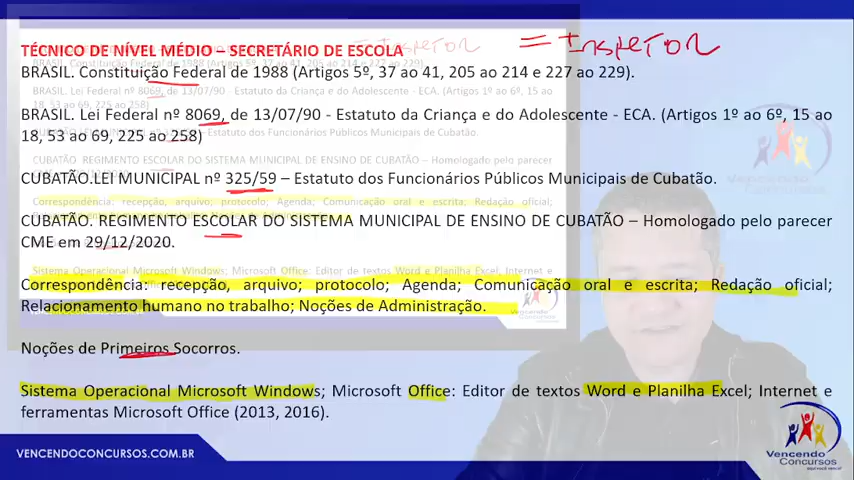 TÉCNICO DE NÍVEL MÉDIO – SECRETÁRIO DE ESCOLA = INSPETOR
BRASIL. Constituição Federal de 1988 (Artigos 5º, 37 ao 41, 205 ao 214 e 227 ao 229).
BRASIL. Lei Federal nº 8069, de 13/07/90 - Estatuto da Criança e do Adolescente - ECA. (Artigos 1º ao 6º, 15 ao
18, 53 ao 69, 225 ao 258)
CUBATÃO.LEI MUNICIPAL nº 325/59 – Estatuto dos Funcionários Públicos Municipais de Cubatão.
CUBATÃO. REGIMENTO ESCOLAR DO SISTEMA MUNICIPAL DE ENSINO DE CUBATÃO – Homologado pelo parecer
CME em 29/12/2020.
Correspondência: recepção, arquivo; protocolo; Agenda; Comunicação oral e escrita; Redação oficial;
Relacionamento humano no trabalho; Noções de Administração.
Noções de Primeiros Socorros.
Sistema Operacional Microsoft Windows; Microsoft Office: Editor de textos Word e Planilha Excel; Internet e
ferramentas Microsoft Office (2013, 2016).
VENCENDOCONCURSOS.COM.BR
Vencendo
CONCURSOS